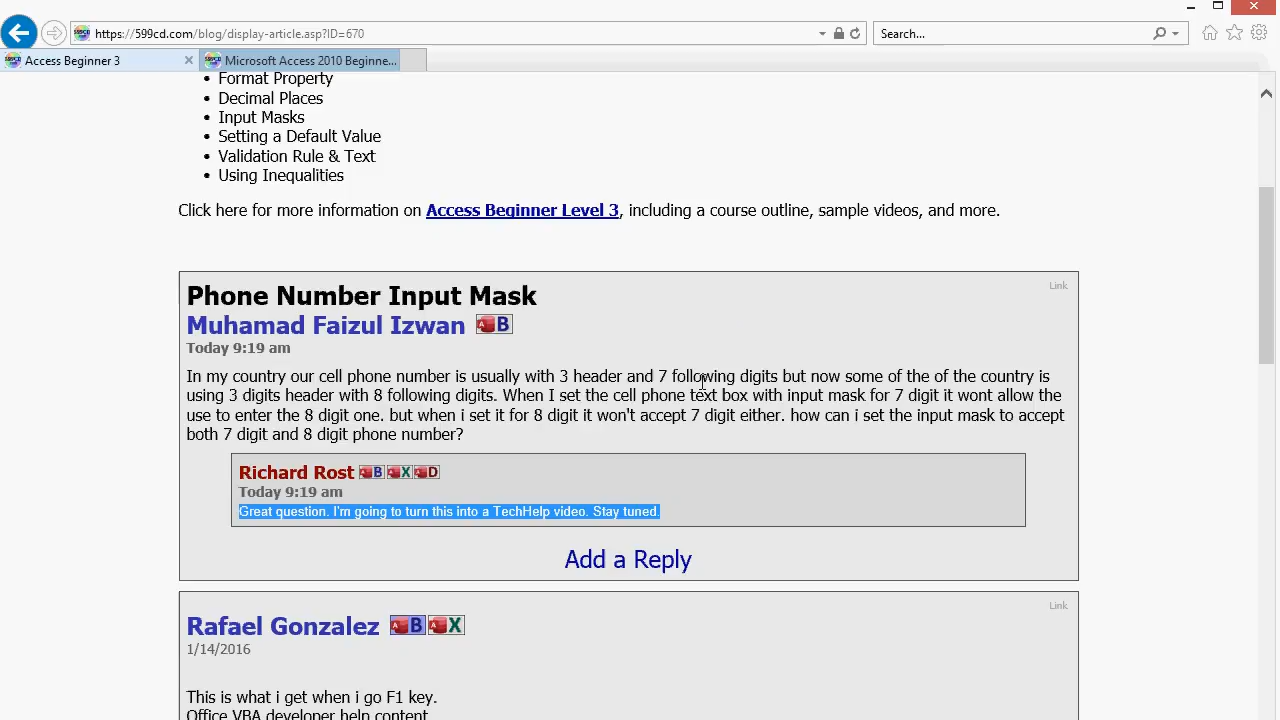 https://599cd.com/blog/display-article.asp?ID=670
Search...
Access Beginner 3
Microsoft Access 2010 Beginne...
• Format Property
• Decimal Places
• Input Masks
• Setting a Default Value
• Validation Rule & Text
• Using Inequalities
Click here for more information on Access Beginner Level 3, including a course outline, sample videos, and more.
Link
Phone Number Input Mask
Muhamad Faizul Izwan A B
Today 9:19 am
In my country our cell phone number is usually with 3 header and 7 following digits but now some of the of the country is
using 3 digits header with 8 following digits. When I set the cell phone text box with input mask for 7 digit it wont allow the
use to enter the 8 digit one. but when i set it for 8 digit it won't accept 7 digit either. how can i set the input mask to accept
both 7 digit and 8 digit phone number?
Richard Rost A B A X A D
Today 9:19 am
Great question. I'm going to turn this into a TechHelp video. Stay tuned.
Add a Reply
Link
Rafael Gonzalez A B A X
1/14/2016
This is what i get when i go F1 key.
Office VBA developer help content